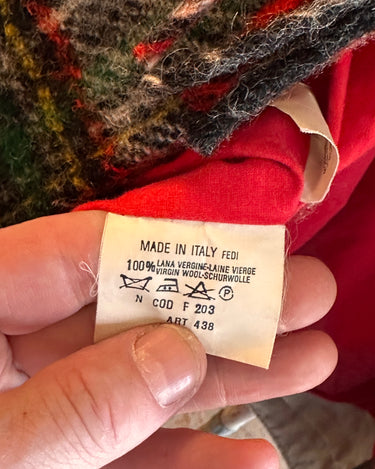 MADE IN ITALY FEDI
100% LANA VERGINE-LAINE VIERGE
VIRGIN WOOL-SCHURWOLLE
P
N COD F 203
ART 438